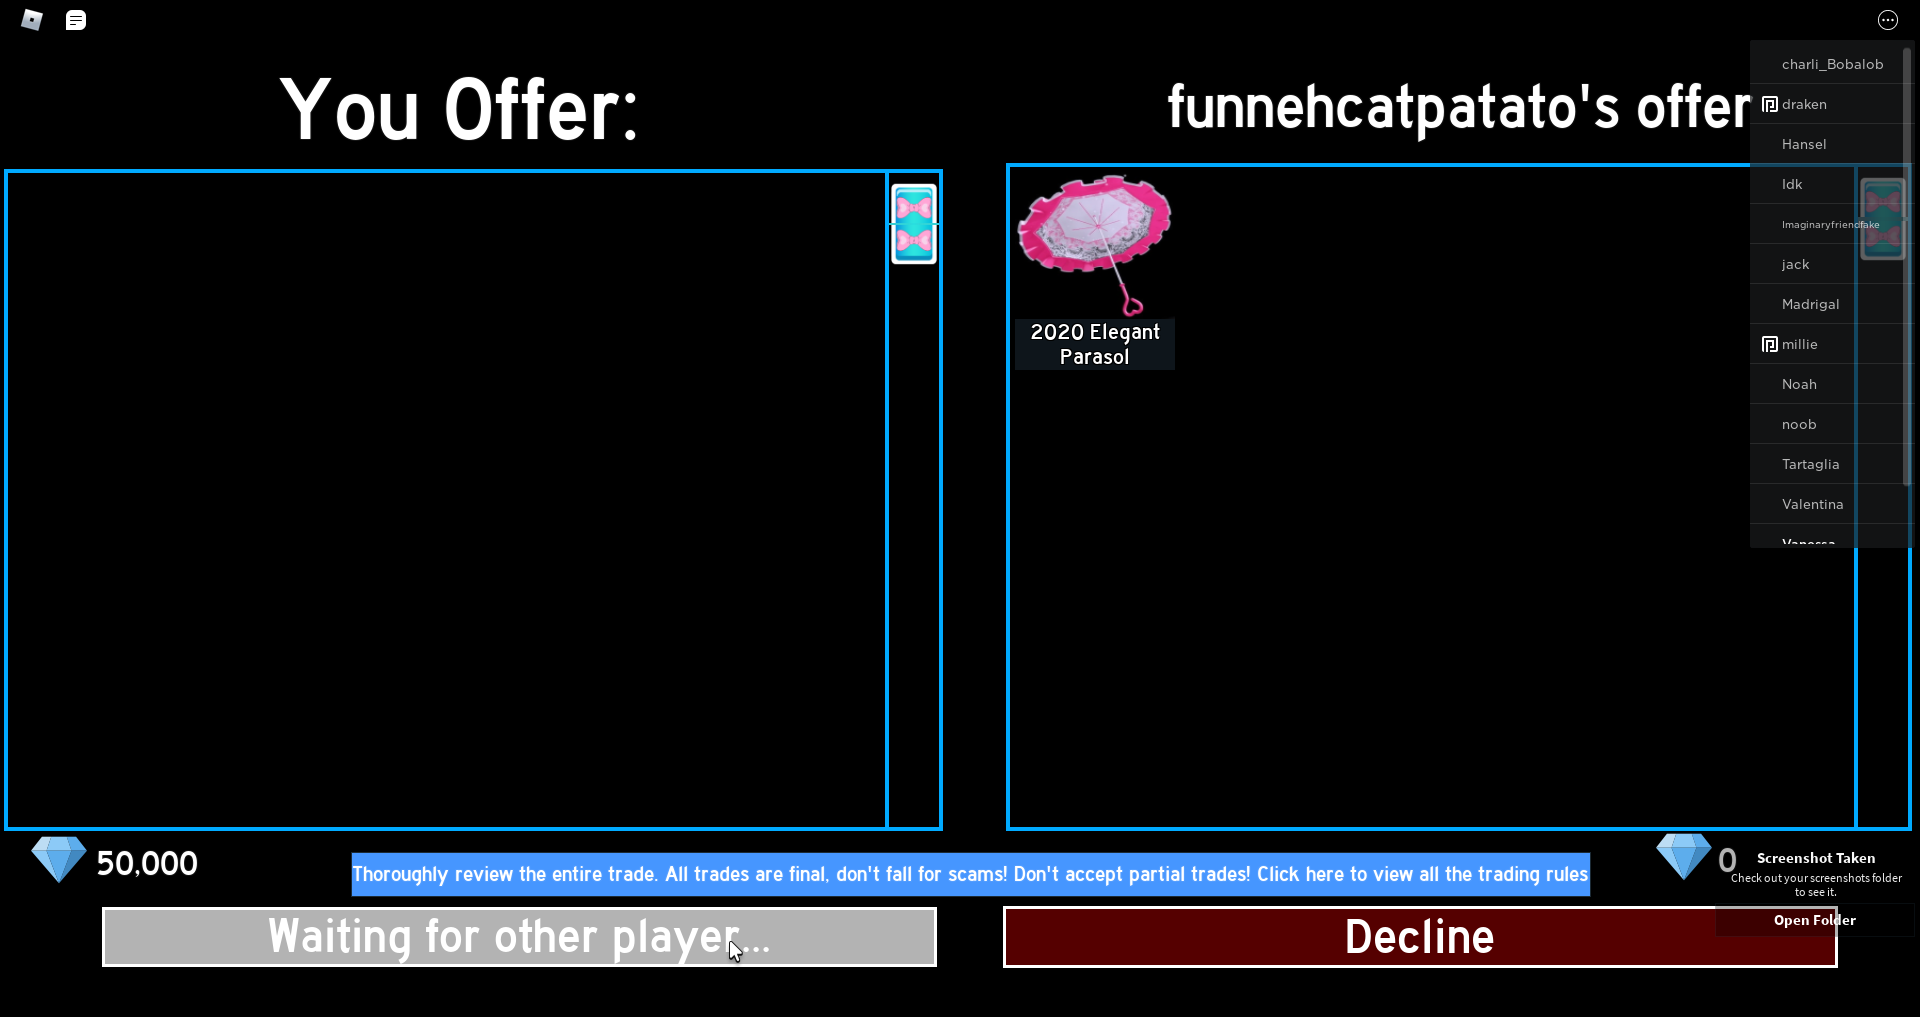 You Offer:
funnehcatpatato's offer
charli_Bobalob
draken
Hansel
Idk
Imaginaryfriendfake
jack
Madrigal
millie
Noah
noob
Tartaglia
Valentina
Vanessa
2020 Elegant
Parasol
50,000
Thoroughly review the entire trade. All trades are final, don't fall for scams! Don't accept partial trades! Click here to view all the trading rules
0
Screenshot Taken
Check out your screenshots folder
to see it.
Open Folder
Waiting for other player...
Decline